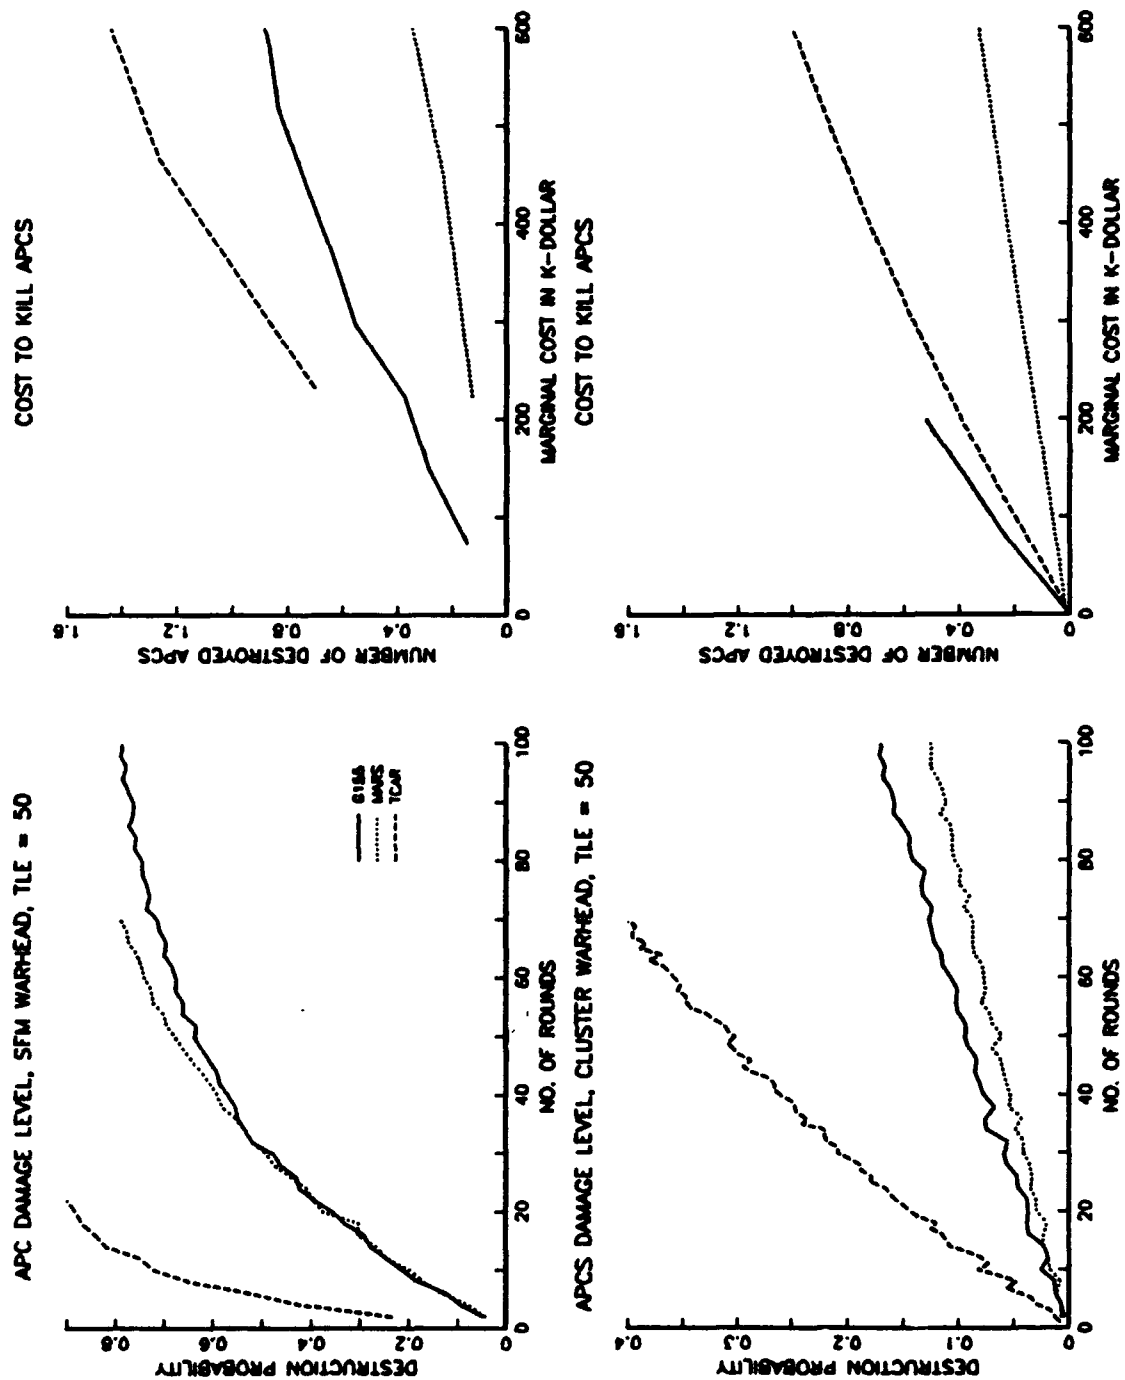 COST TO KILL APCS
NUMBER OF DESTROYED APCS
1.6
1.2
0.8
0.4
0
0
200
400
600
MARGINAL COST IN K-DOLLAR
COST TO KILL APCS
NUMBER OF DESTROYED APCS
1.6
1.2
0.8
0.4
0
0
200
400
600
MARGINAL COST IN K-DOLLAR
APC DAMAGE LEVEL, SFM WARHEAD, TLE = 50
DESTRUCTION PROBABILITY
0.8
0.6
0.4
0.2
0
0
20
40
60
80
100
NO. OF ROUNDS
G155
MARS
TCAR
APCS DAMAGE LEVEL, CLUSTER WARHEAD, TLE = 50
DESTRUCTION PROBABILITY
0.4
0.3
0.2
0.1
0
0
20
40
60
80
100
NO. OF ROUNDS